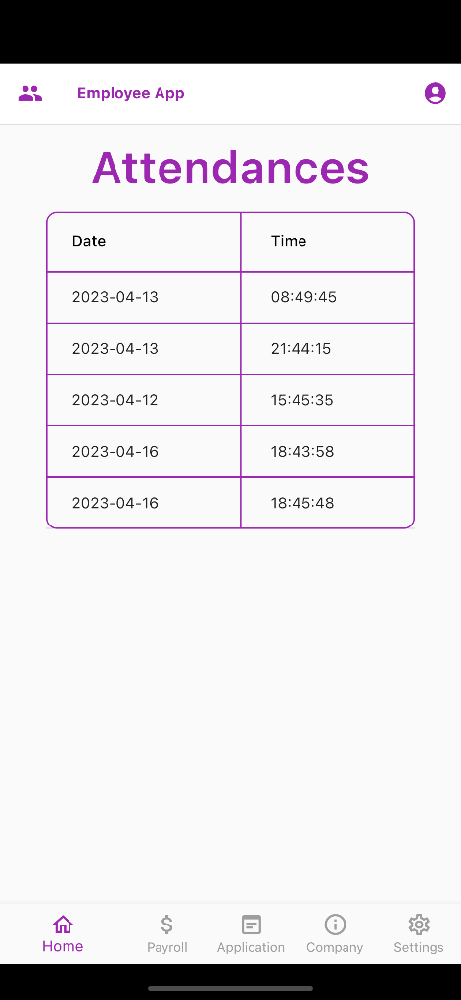 Employee App
Attendances
Date Time
2023-04-13 08:49:45
2023-04-13 21:44:15
2023-04-12 15:45:35
2023-04-16 18:43:58
2023-04-16 18:45:48
Home Payroll Application Company Settings